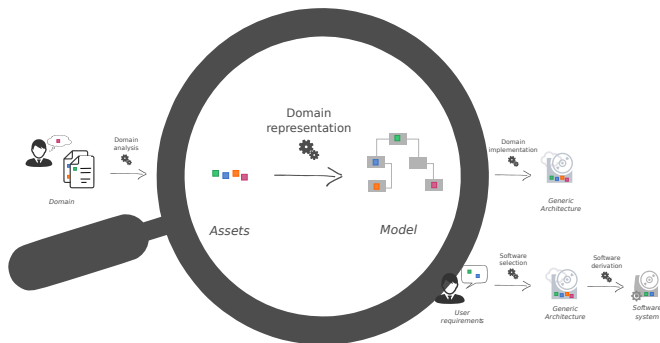 Domain
analysis
Domain
Domain
representation
Assets
Model
Domain
implementation
Generic
Architecture
User
requirements
Software
selection
Generic
Architecture
Software
derivation
Software
system